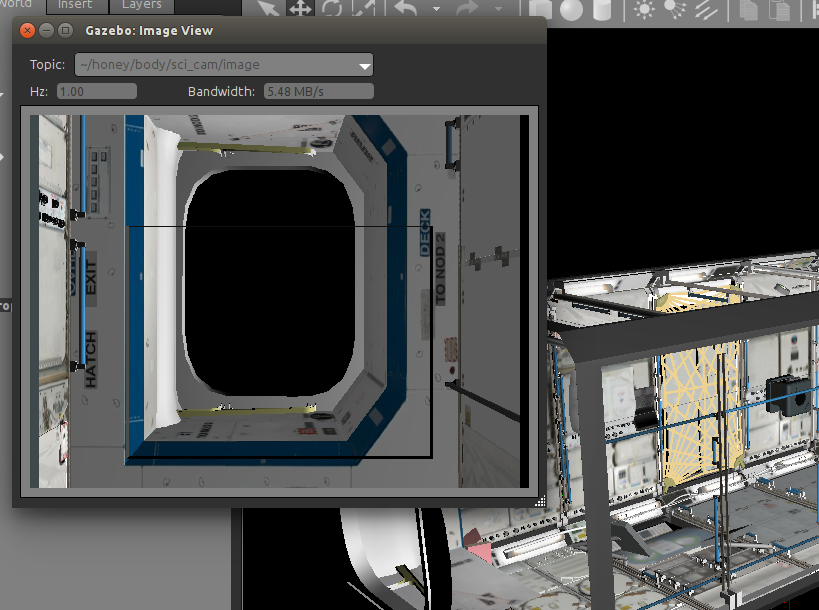 World
Insert
Layers
Gazebo: Image View
Topic:
~/honey/body/sci_cam/image
Hz:
1.00
Bandwidth:
5.48 MB/s
EXIT
HATCH
DECK
TO NOD 2